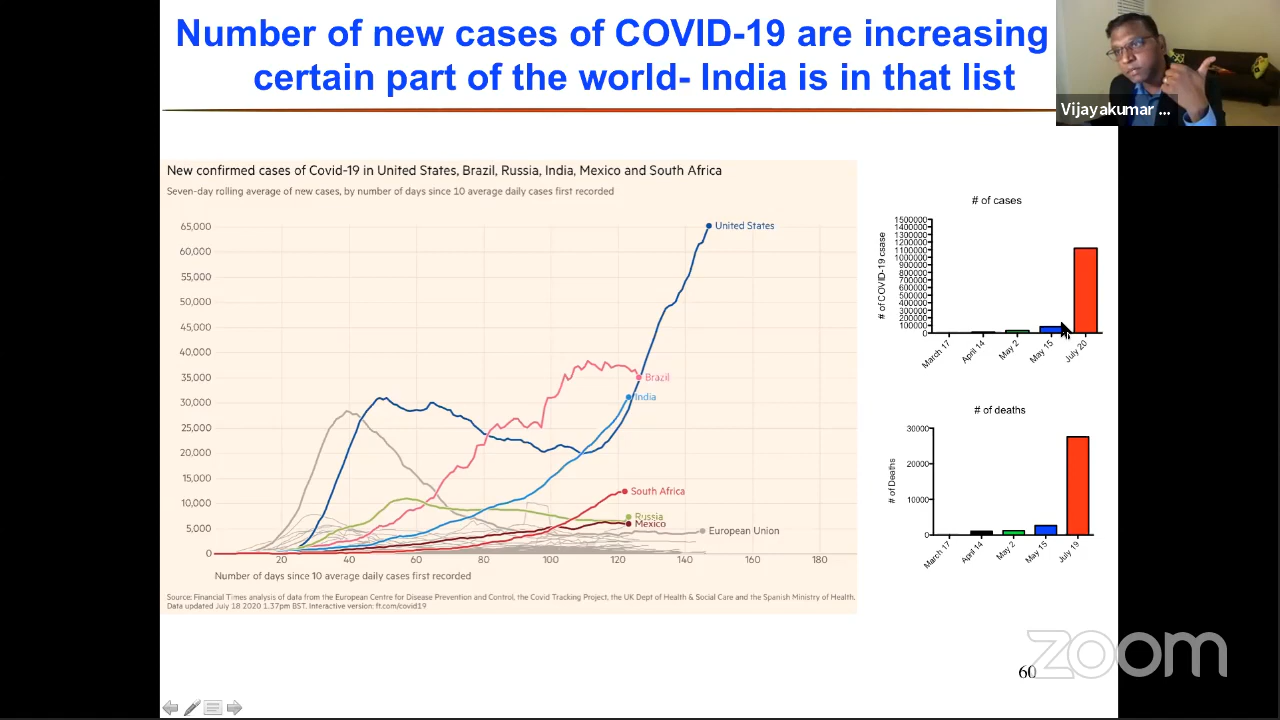 Number of new cases of COVID-19 are increasing
certain part of the world- India is in that list
Vijayakumar ...
New confirmed cases of Covid-19 in United States, Brazil, Russia, India, Mexico and South Africa
Seven-day rolling average of new cases, by number of days since 10 average daily cases first recorded
65,000
60,000
55,000
50,000
45,000
40,000
35,000
30,000
25,000
20,000
15,000
10,000
5,000
0
United States
Brazil
India
South Africa
Russia
Mexico
European Union
20 40 60 80 100 120 140 160 180
Number of days since 10 average daily cases first recorded
Source: Financial Times analysis of data from the European Centre for Disease Prevention and Control, the Covid Tracking Project, the UK Dept of Health & Social Care and the Spanish Ministry of Health.
Data updated July 18 2020 1.37pm BST. Interactive version: ft.com/covid19
# of cases
# of COVID-19 csase
1500000
1400000
1300000
1200000
1100000
1000000
900000
800000
700000
600000
500000
400000
300000
200000
100000
0
March 17 April 14 May 2 May 15 July 20
# of deaths
# of Deaths
30000
20000
10000
0
March 17 April 14 May 2 May 15 July 19
zoom
60